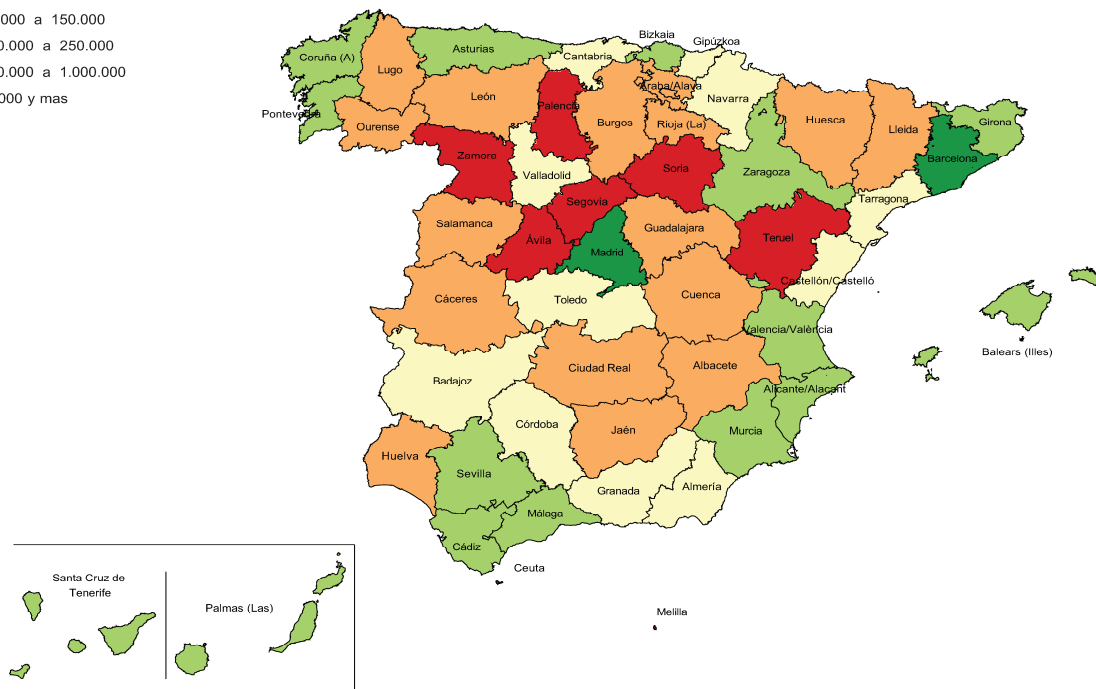 000 a 150.000
0.000 a 250.000
0.000 a 1.000.000
000 y mas
Bizkaia
Gipúzkoa
Coruña (A)
Asturias
Cantabria
Lugo
Araba/Alava
Navarra
León
Palencia
Pontevedra
Ourense
Burgos
Rioja (La)
Huesca
Lleida
Girona
Zamora
Valladolid
Soria
Zaragoza
Barcelona
Segovia
Tarragona
Salamanca
Ávila
Madrid
Guadalajara
Teruel
Castellón/Castelló
Cáceres
Toledo
Cuenca
Valencia/València
Balears (Illes)
Badajoz
Ciudad Real
Albacete
Alicante/Alacant
Córdoba
Jaén
Murcia
Huelva
Sevilla
Granada
Almería
Málaga
Cádiz
Ceuta
Santa Cruz de
Tenerife
Palmas (Las)
Melilla